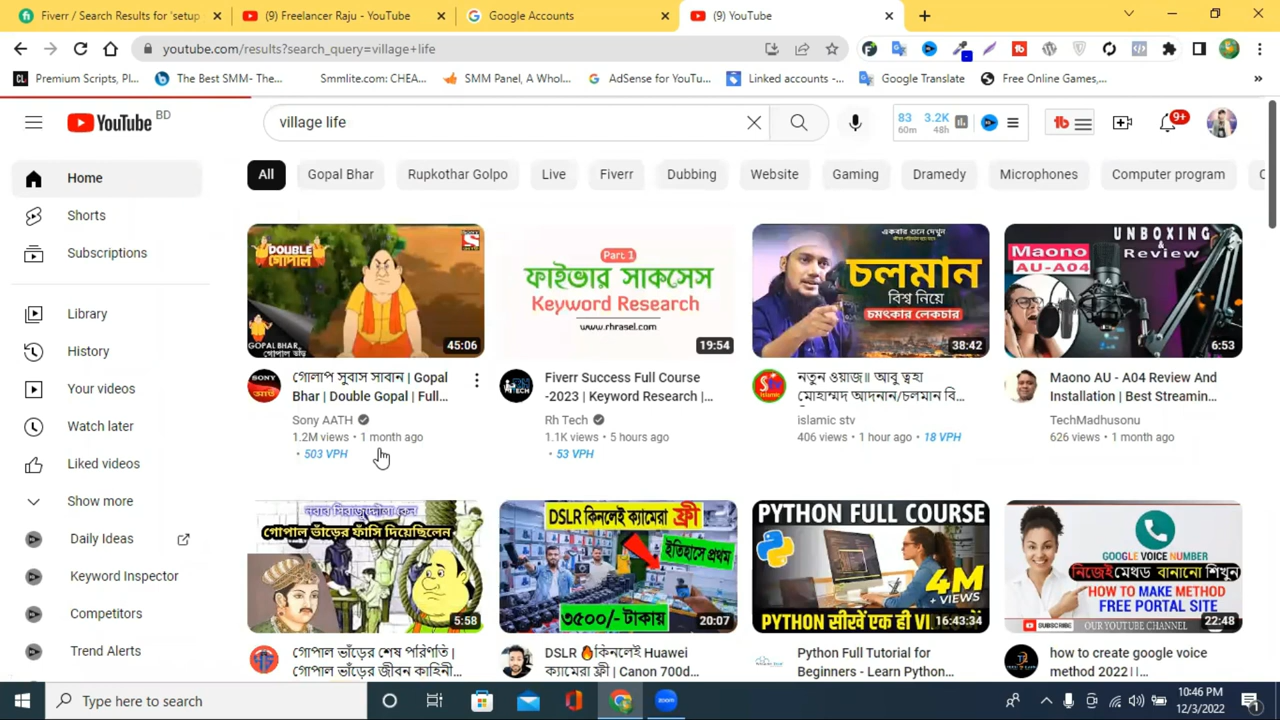 Fiverr / Search Results for 'setup
(9) Freelancer Raju - YouTube
Google Accounts
(9) YouTube
youtube.com/results?search_query=village+life
Premium Scripts, Pl...
The Best SMM- The...
Smmlite.com: CHEA...
SMM Panel, A Whol...
AdSense for YouTu...
Linked accounts -...
Google Translate
Free Online Games,...
YouTube BD
village life
83 60m
3.2K 48h
9+
All
Gopal Bhar
Rupkothar Golpo
Live
Fiverr
Dubbing
Website
Gaming
Dramedy
Microphones
Computer program
Home
Shorts
Subscriptions
Library
History
Your videos
Watch later
Liked videos
Show more
Daily Ideas
Keyword Inspector
Competitors
Trend Alerts
DOUBLE
গোপাল
GOPAL BHAR,
গোপাল ভাঁড়
45:06
গোলাপ সুবাস সাবান | Gopal
Bhar | Double Gopal | Full...
Sony AATH
1.2M views • 1 month ago
• 503 VPH
Part 1
ফাইভার সাকসেস
Keyword Research
www.rhrasel.com
19:54
Fiverr Success Full Course
-2023 | Keyword Research |...
Rh Tech
1.1K views • 5 hours ago
• 53 VPH
একবার শুনে দেখুন
চলমান
বিশ্ব নিয়ে
চমৎকার লেকচার
38:42
নতুন ওয়াজ॥ আবু ত্বহা
মোহাম্মদ আদনান/চলমান বি...
islamic stv
406 views • 1 hour ago • 18 VPH
UNBOXING
&
Review
Maono
AU-A04
6:53
Maono AU - A04 Review And
Installation | Best Streamin...
TechMadhusonu
626 views • 1 month ago
নবাব সিরাজুদ্দৌলা কেন
গোপাল ভাঁড়ের ফাঁসি দিয়েছিলেন
5:58
গোপাল ভাঁড়ের শেষ পরিণতি |
গোপাল ভাঁড়ের জীবন কাহিনী...
DSLR কিনলেই ক্যামেরা ফ্রী
ইতিহাসে প্রথম
৩৫০০/- টাকায়
20:07
DSLR 🔥কিনলেই Huawei
ক্যামেরা ফ্রী | Canon 700d...
PYTHON FULL COURSE
4M
+ VIEWS
PYTHON सीखें एक ही VI
16:43:34
Python Full Tutorial for
Beginners - Learn Python...
GOOGLE VOICE NUMBER
নিজেই মেথড বানানো শিখুন
HOW TO MAKE METHOD
FREE PORTAL SITE
SUBSCRIBE
OUR YOUTUBE CHANNEL
22:48
how to create google voice
method 2022 ।।
Type here to search
10:46 PM
12/3/2022